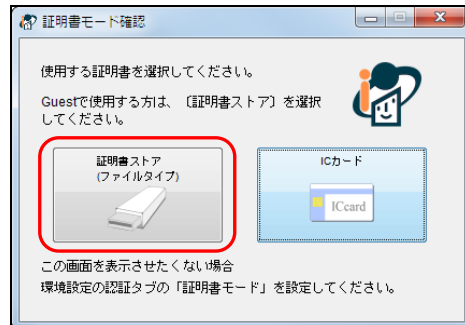 証明書モード確認
使用する証明書を選択してください。
Guestで使用する方は、〔証明書ストア〕を選択
してください。
証明書ストア
(ファイルタイプ)
ICカード
ICcard
この画面を表示させたくない場合
環境設定の認証タブの「証明書モード」を設定してください。